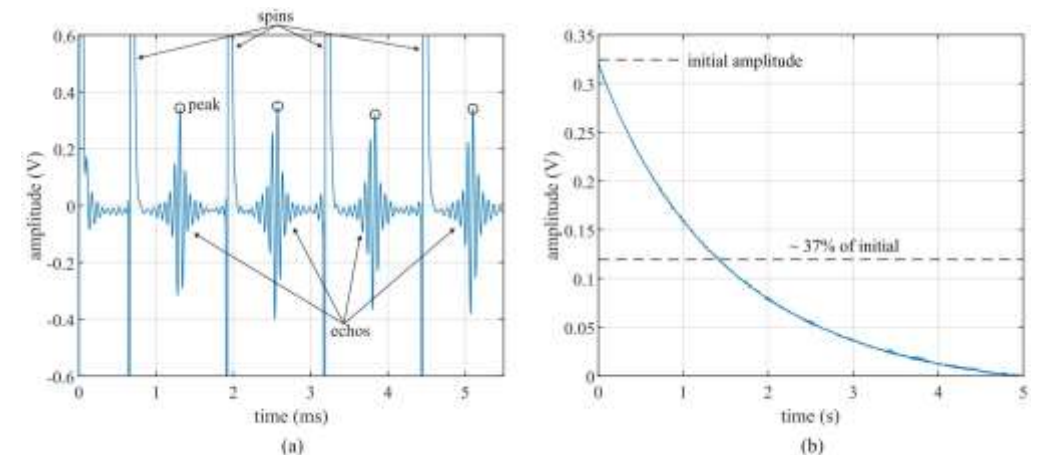 spins
0.6
0.4
0.2
0
-0.2
-0.4
-0.6
amplitude (V)
peak
echos
0 1 2 3 4 5
time (ms)
(a)
0.35
0.3
0.25
0.2
0.15
0.1
0.05
0
amplitude (V)
initial amplitude
~ 37% of initial
0 1 2 3 4 5
time (s)
(b)